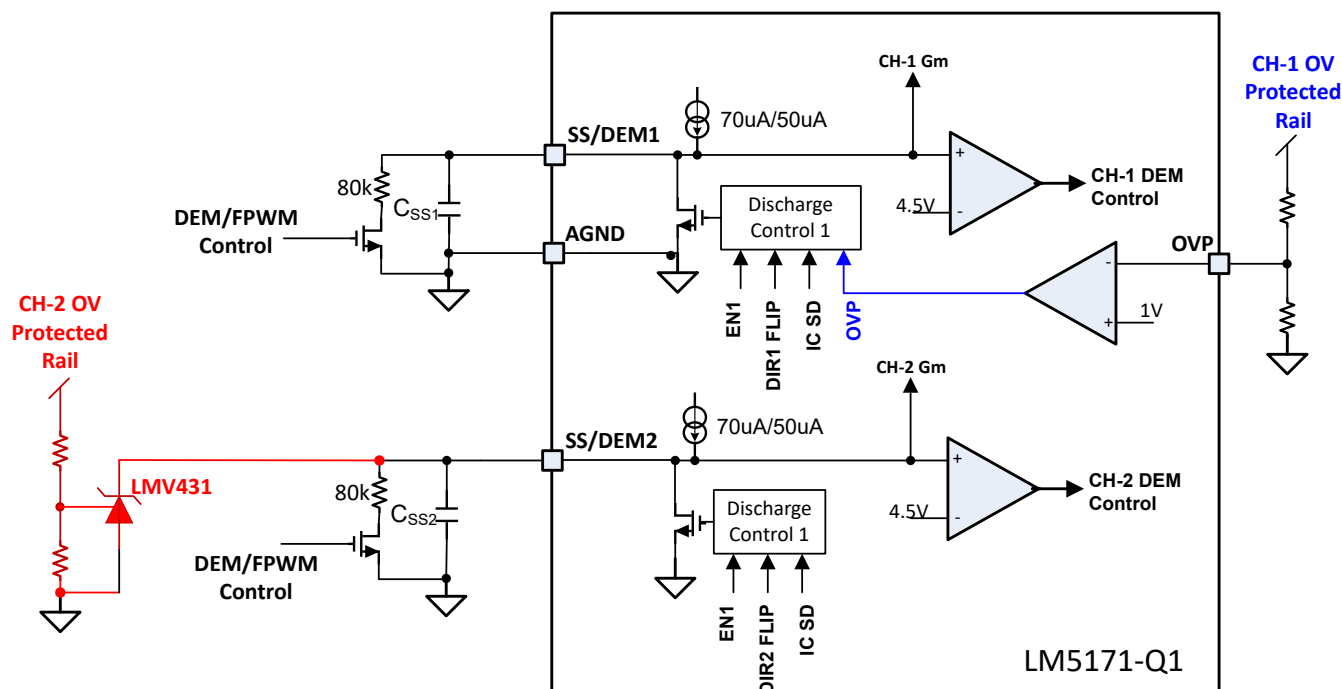 CH-1 Gm
CH-1 OV
Protected
Rail
70uA/50uA
SS/DEM1
+
4.5V
-
CH-1 DEM
Control
80k
CSS1
DEM/FPWM
Control
Discharge
Control 1
AGND
OVP
-
1V
+
EN1
DIR1 FLIP
IC SD
OVP
CH-2 OV
Protected
Rail
CH-2 Gm
70uA/50uA
SS/DEM2
+
4.5V
-
CH-2 DEM
Control
LMV431
80k
CSS2
Discharge
Control 1
DEM/FPWM
Control
EN1
DIR2 FLIP
IC SD
LM5171-Q1